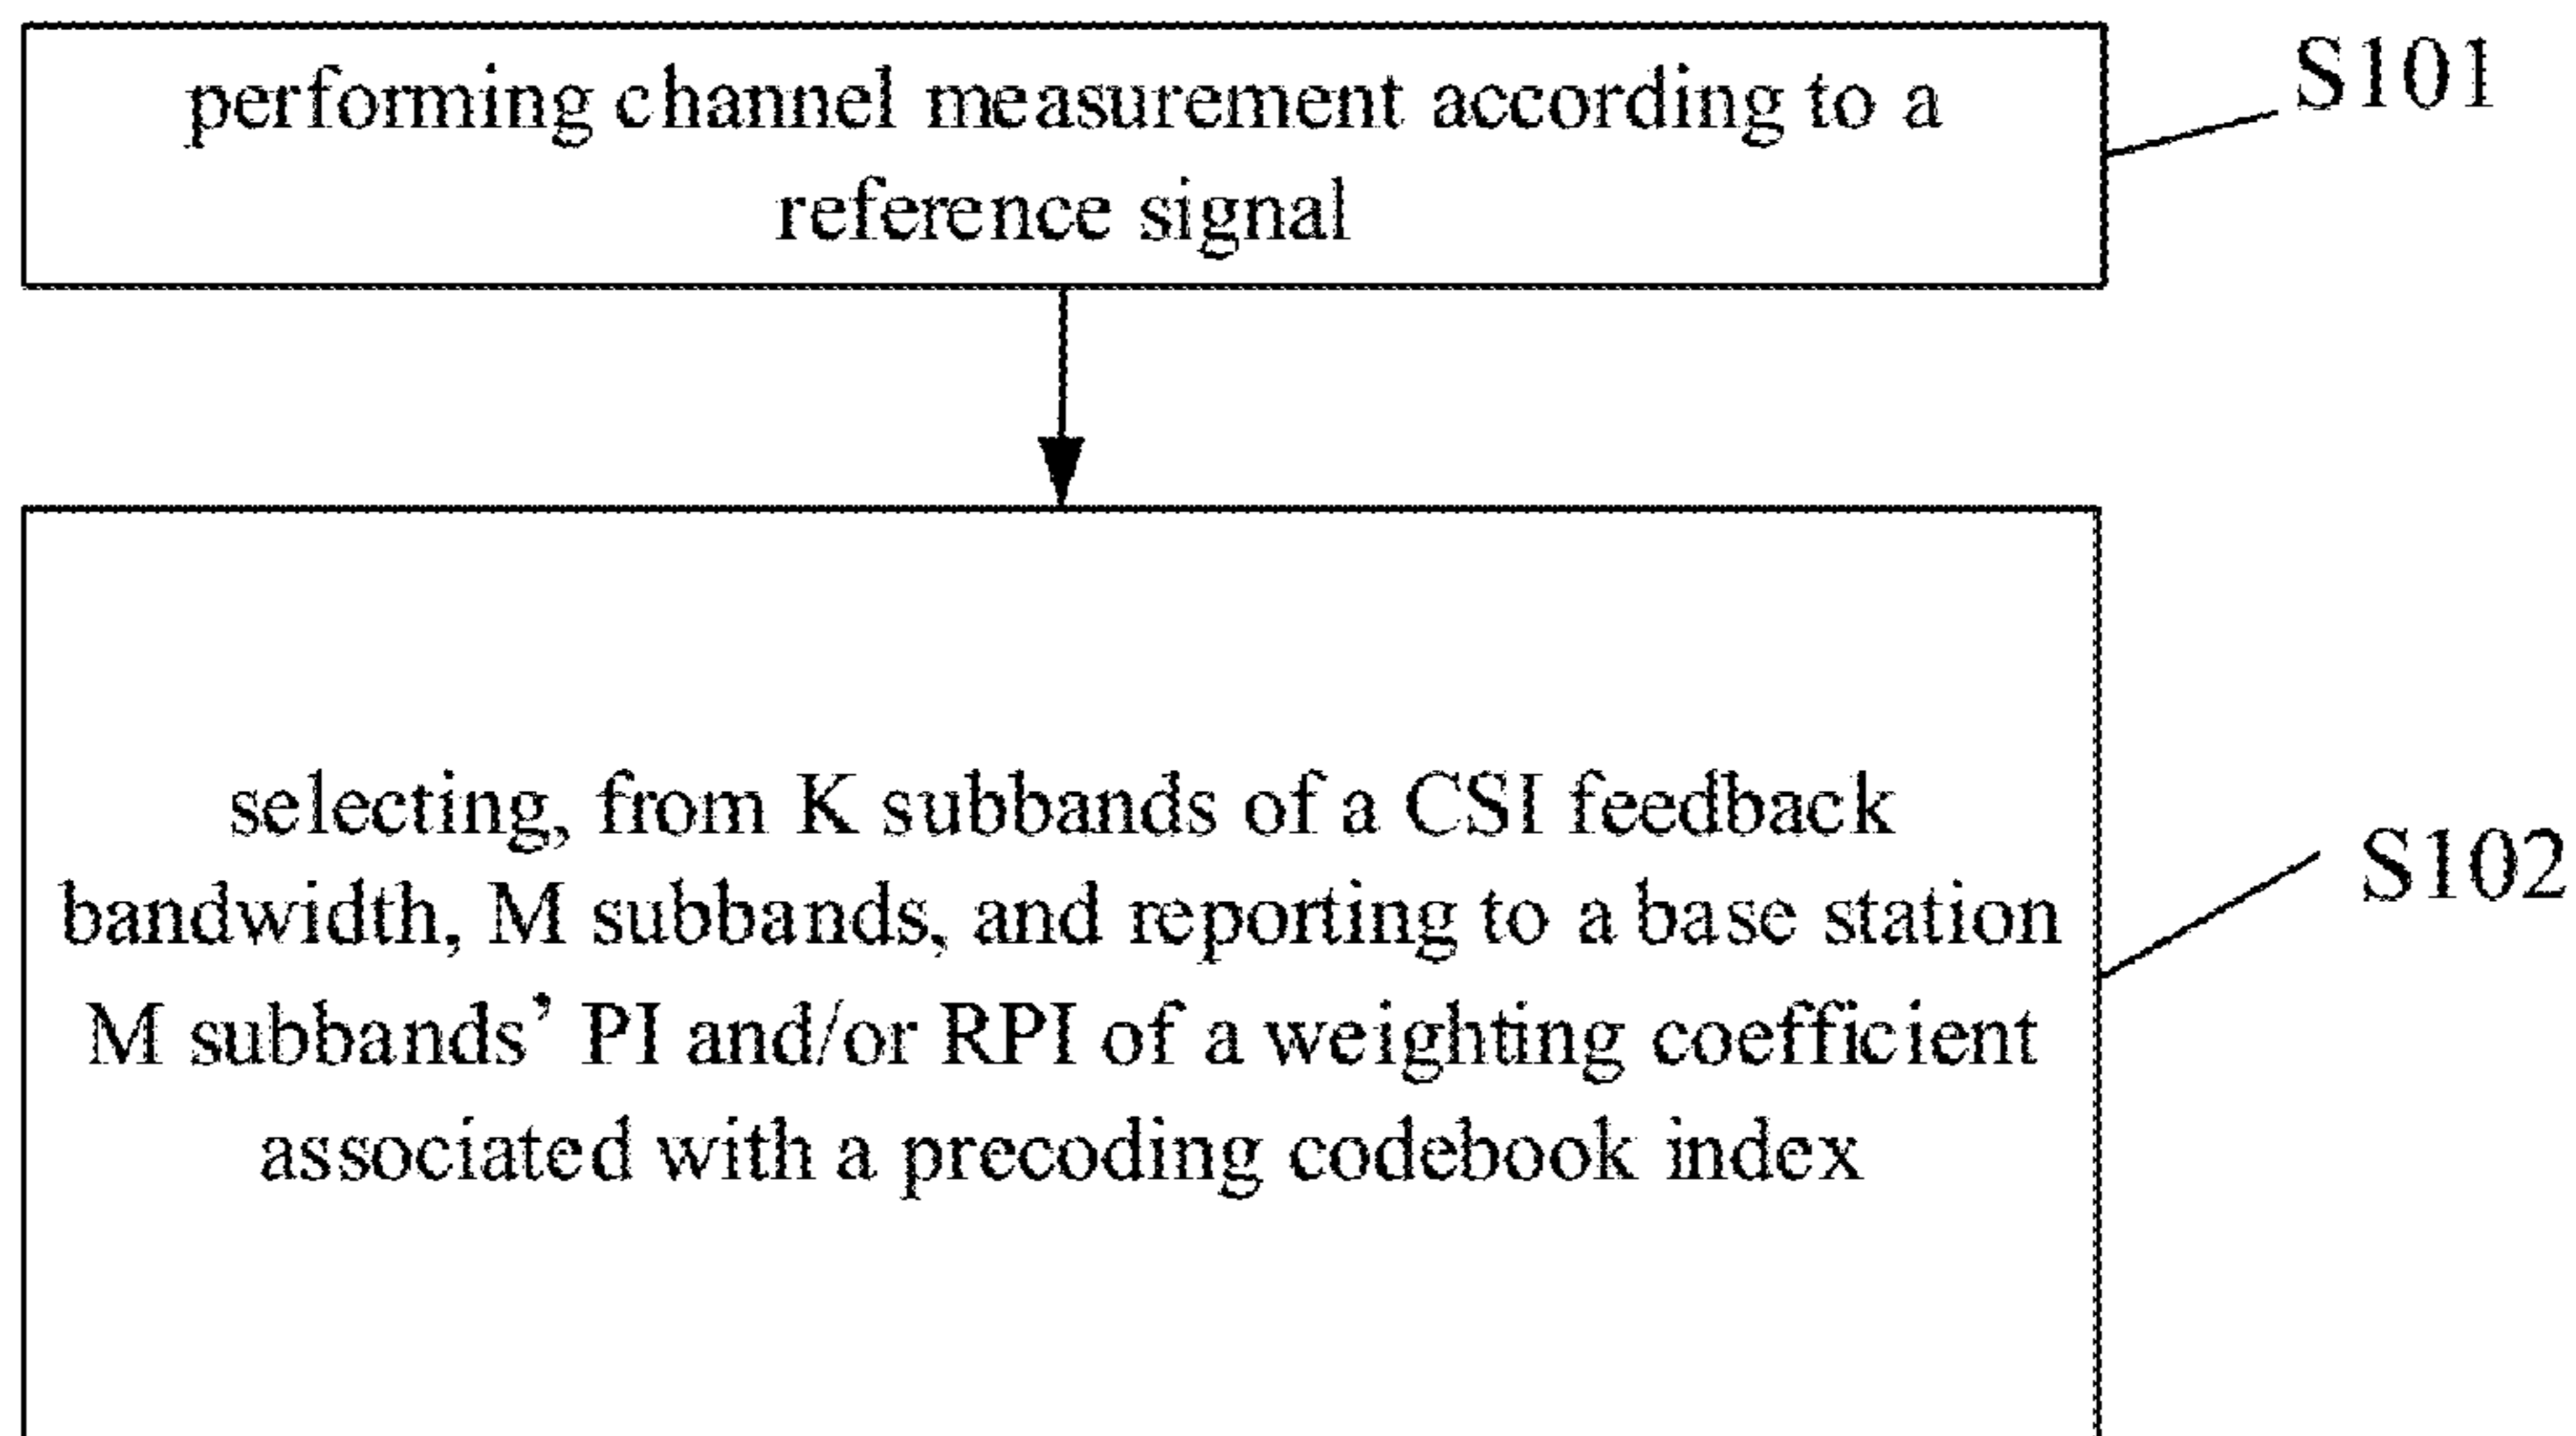 performing channel measurement according to a
reference signal
S101
selecting, from K subbands of a CSI feedback
bandwidth, M subbands, and reporting to a base station
M subbands’ PI and/or RPI of a weighting coefficient
associated with a precoding codebook index
S102